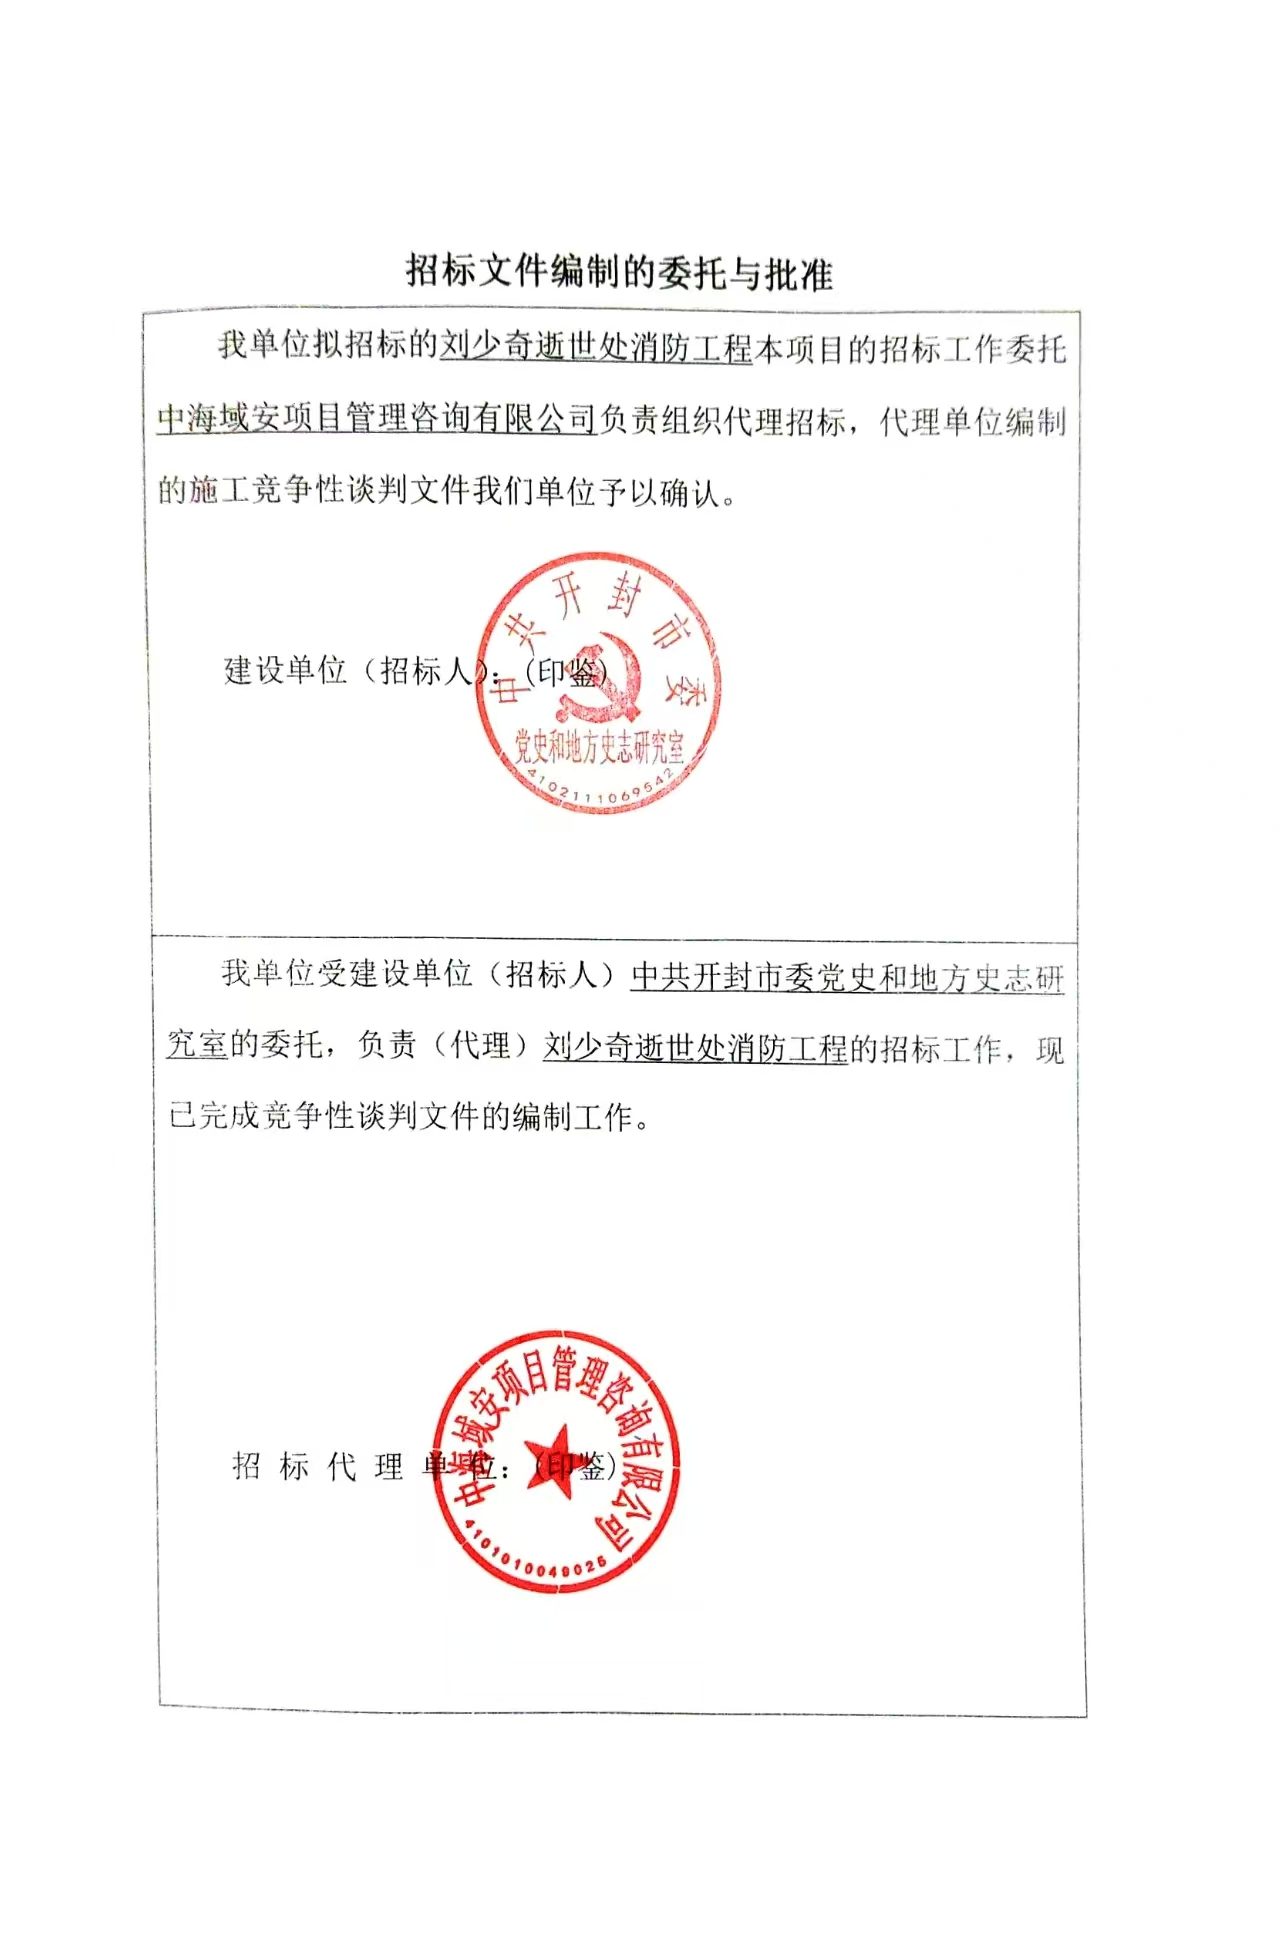 招标文件编制的委托与批准
我单位拟招标的刘少奇逝世处消防工程本项目的招标工作委托
中海域安项目管理咨询有限公司负责组织代理招标，代理单位编制
的施工竞争性谈判文件我们单位予以确认。
中共开封市委
建设单位（招标人）：(印鉴)
党史和地方史志研究室
4102111069542
我单位受建设单位（招标人）中共开封市委党史和地方史志研
究室的委托，负责（代理）刘少奇逝世处消防工程的招标工作，现
已完成竞争性谈判文件的编制工作。
中海域安项目管理咨询有限公司
招标代理单位：(印鉴)
4101010049025